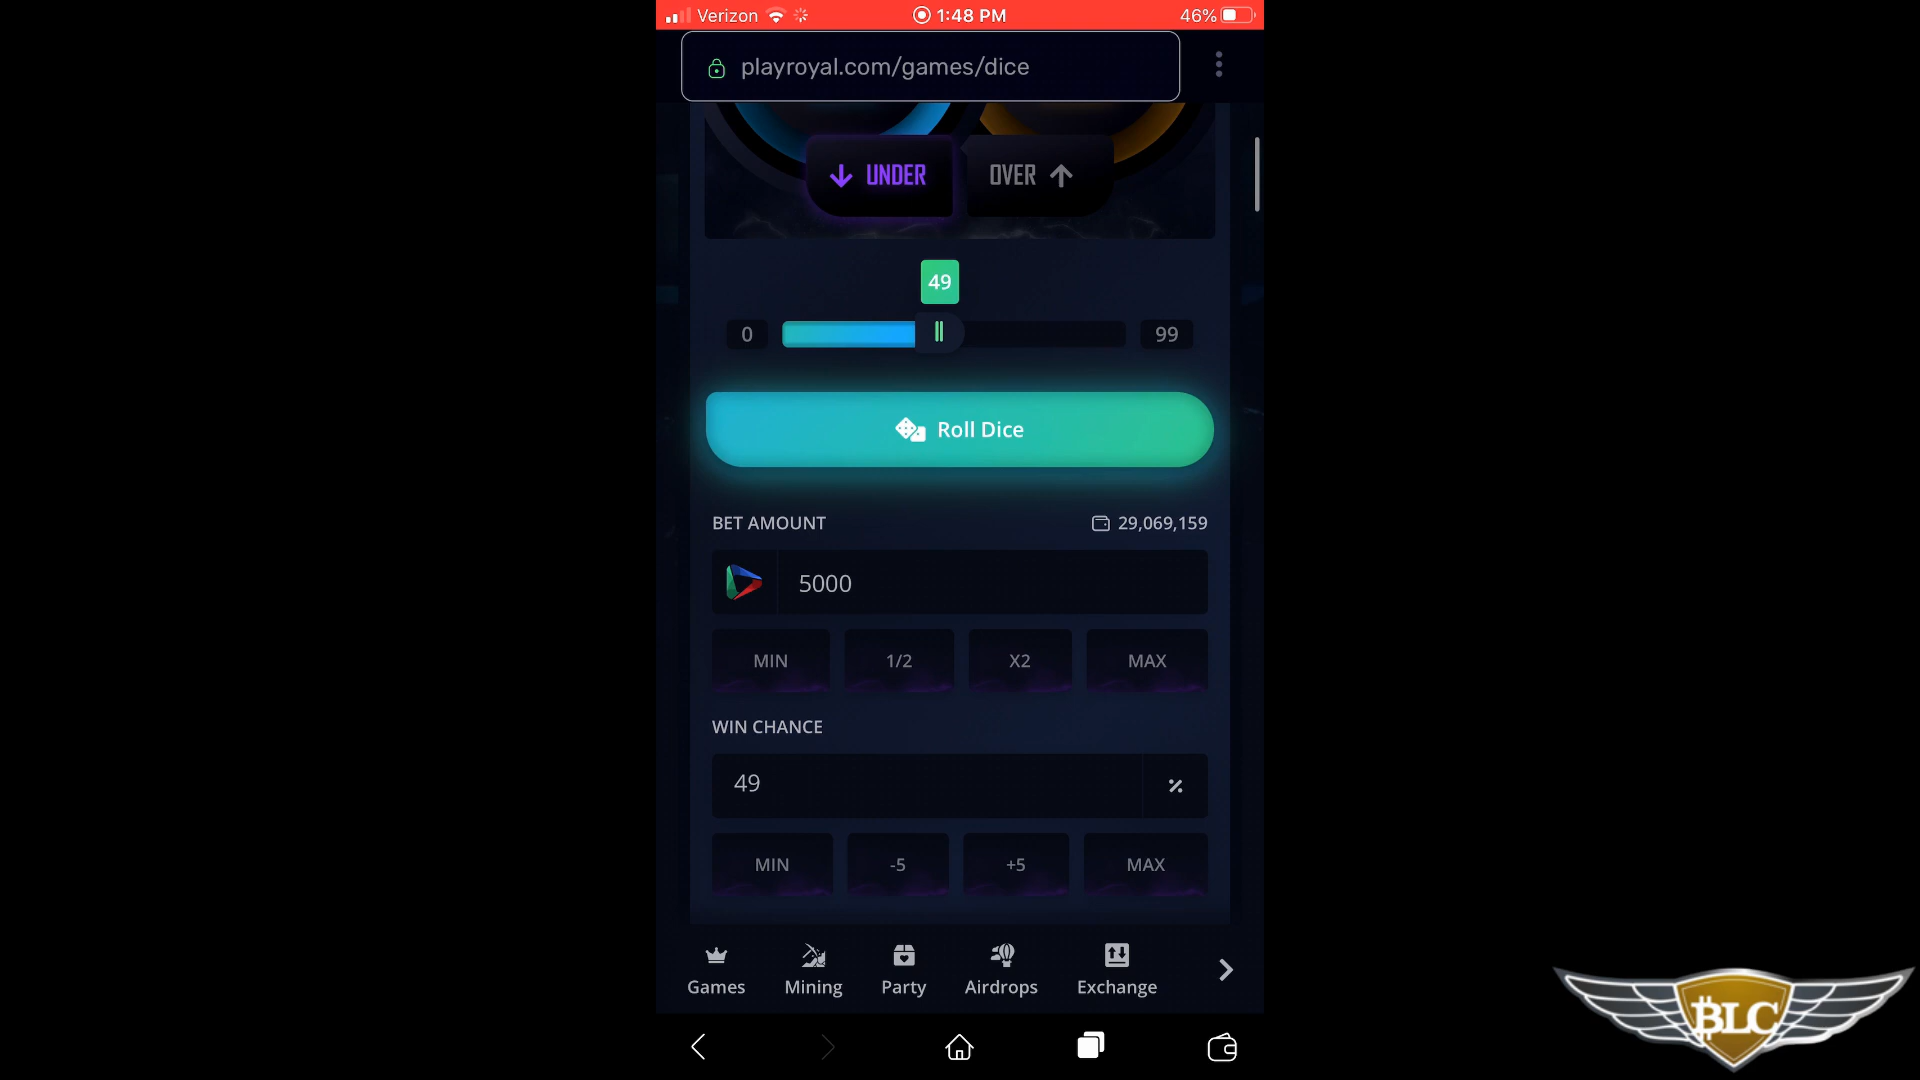 Verizon 1:48 PM 46%
playroyal.com/games/dice
UNDER OVER
49
0 99
Roll Dice
BET AMOUNT 29,069,159
5000
MIN 1/2 X2 MAX
WIN CHANCE
49 %
MIN -5 +5 MAX
Games Mining Party Airdrops Exchange
BLC